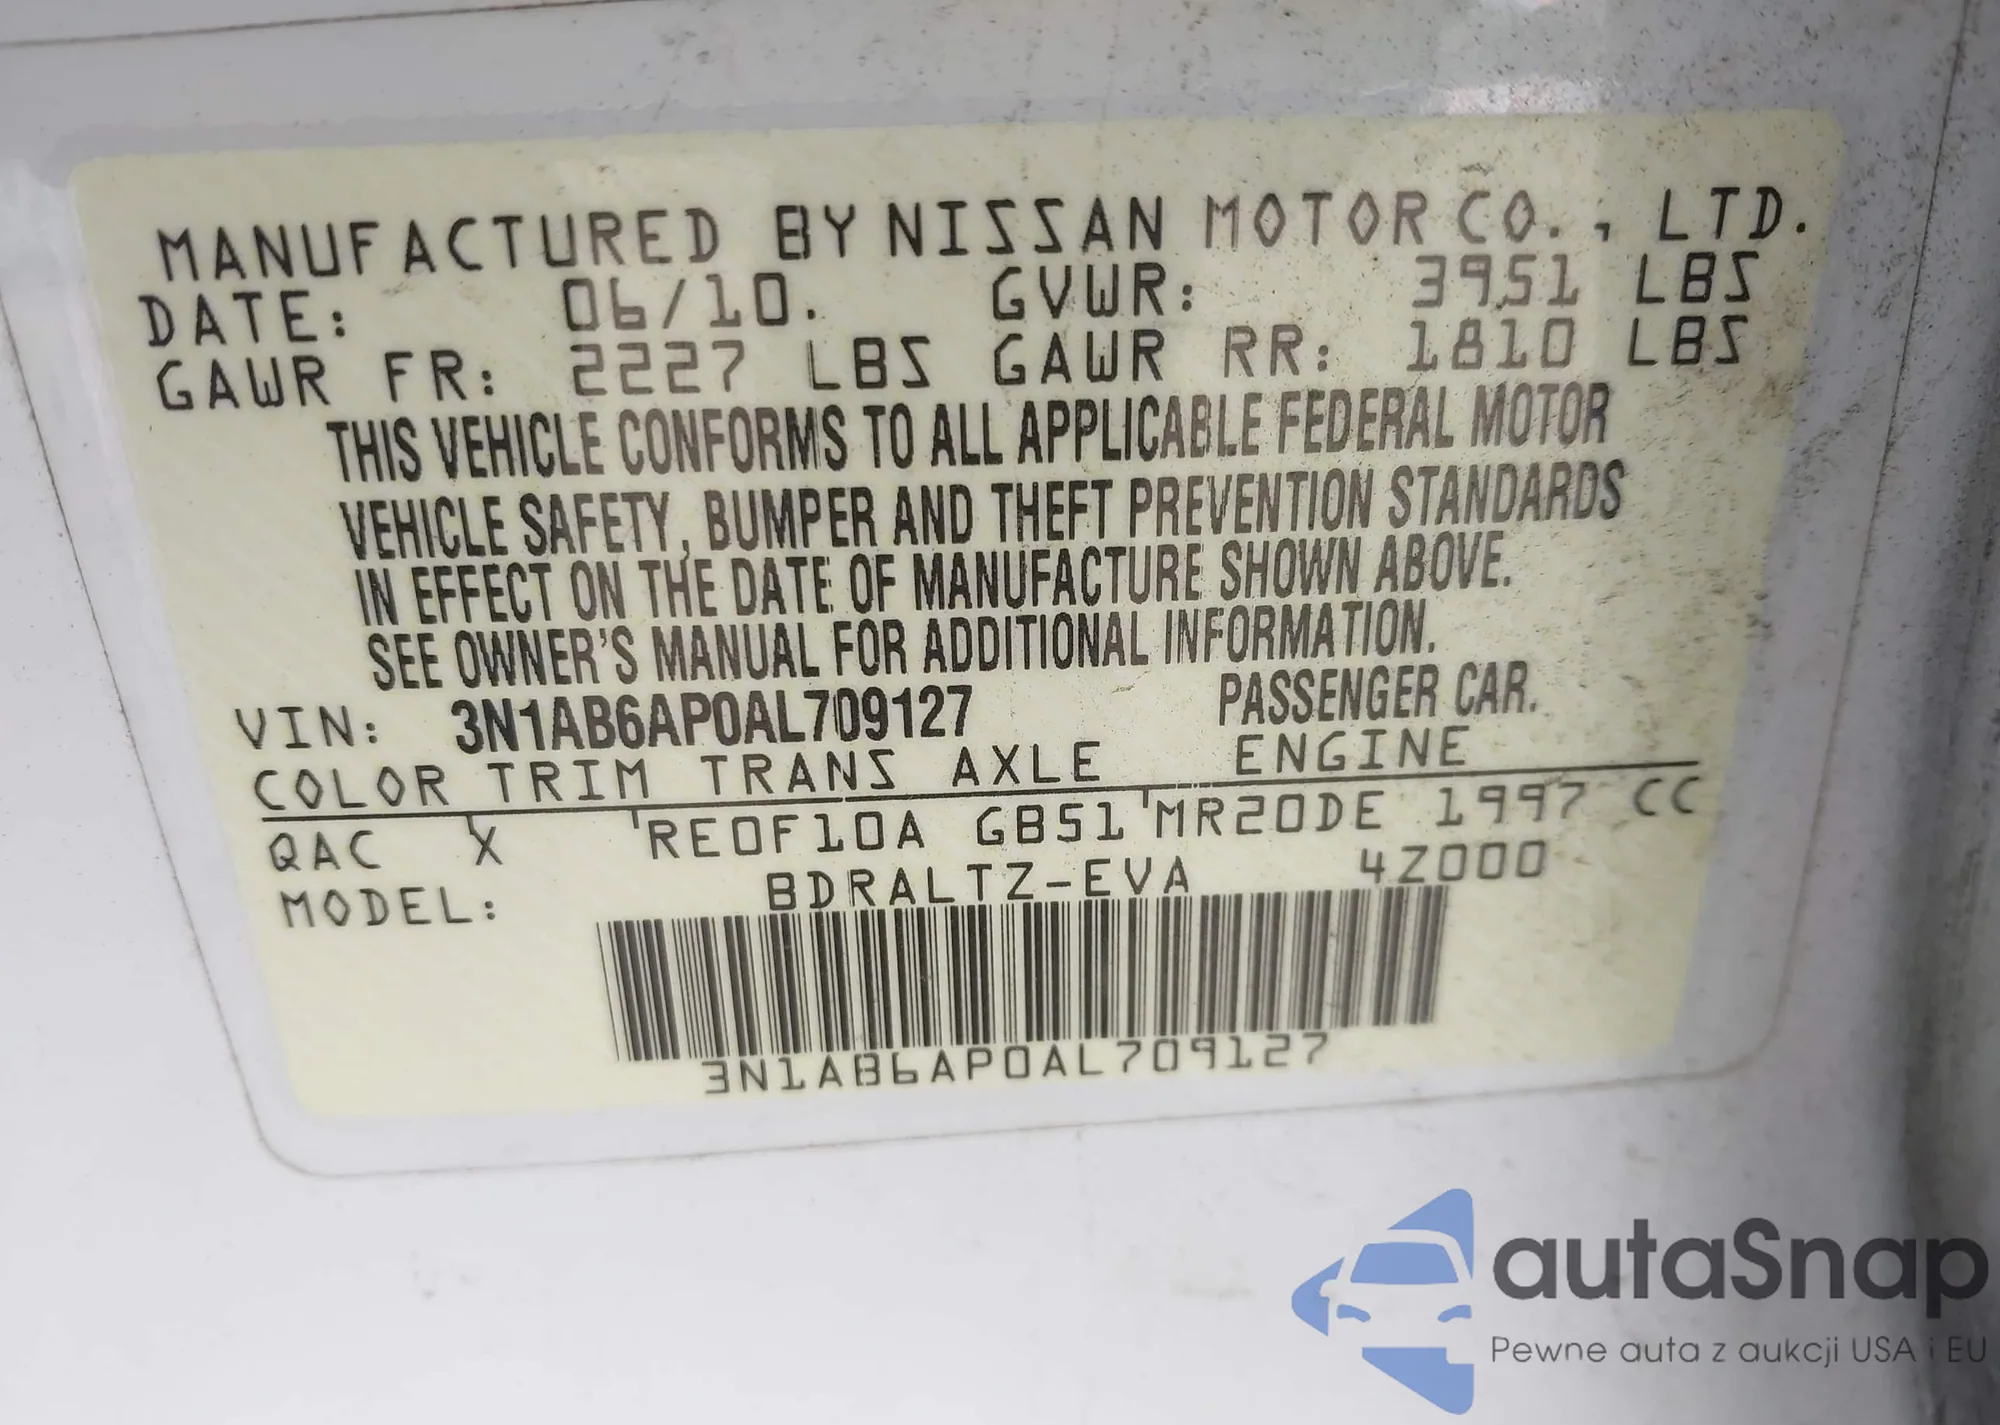 MANUFACTURED BY NISSAN MOTOR CO., LTD.
DATE: 06/10. GVWR: 3951 LBS
GAWR FR: 2227 LBS GAWR RR: 1810 LBS
THIS VEHICLE CONFORMS TO ALL APPLICABLE FEDERAL MOTOR
VEHICLE SAFETY, BUMPER AND THEFT PREVENTION STANDARDS
IN EFFECT ON THE DATE OF MANUFACTURE SHOWN ABOVE.
SEE OWNER'S MANUAL FOR ADDITIONAL INFORMATION.
VIN: 3N1AB6AP0AL709127 PASSENGER CAR.
COLOR TRIM TRANS AXLE ENGINE
QAC X RE0F10A GB51 MR20DE 1997 CC
MODEL: BDRALTZ-EVA 4Z000
3N1AB6AP0AL709127
autaSnap
Pewne auta z aukcji USA i EU